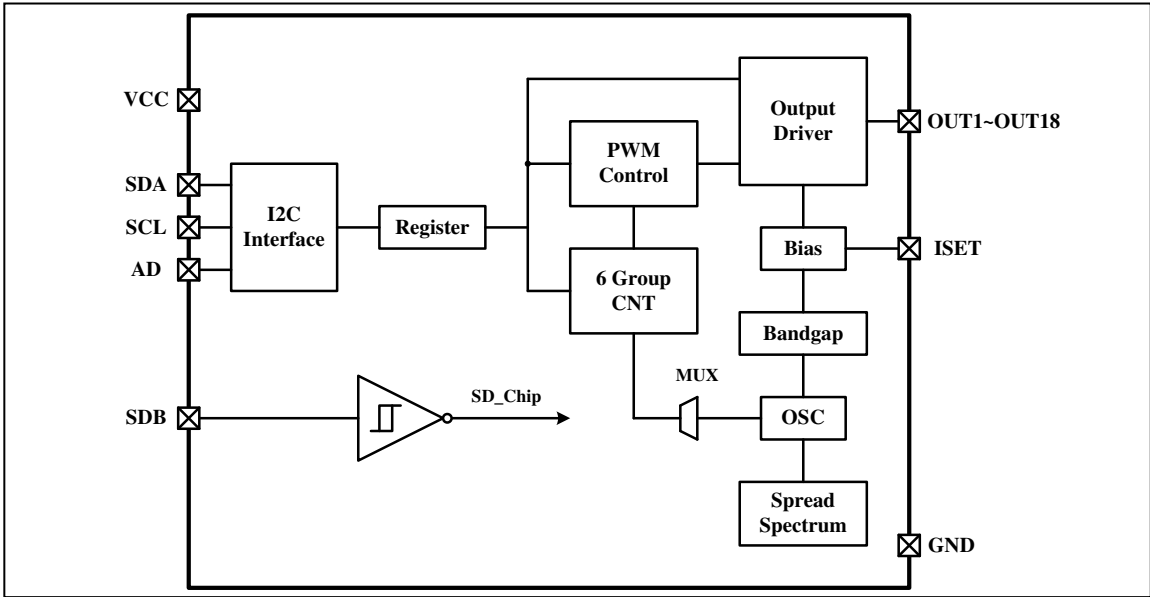 VCC
SDA
SCL
AD
SDB
I2C
Interface
Register
SD_Chip
PWM
Control
6 Group
CNT
MUX
Output
Driver
Bias
Bandgap
OSC
Spread
Spectrum
OUT1~OUT18
ISET
GND